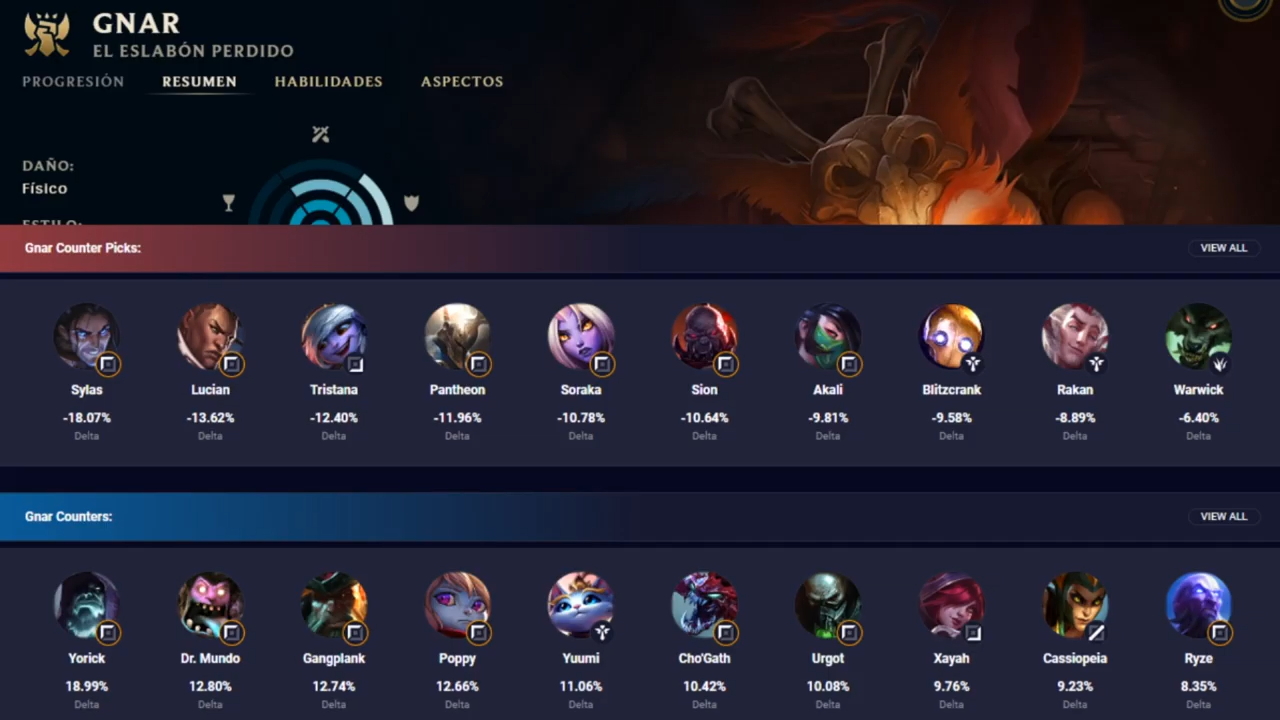 GNAR
EL ESLABÓN PERDIDO
PROGRESIÓN RESUMEN HABILIDADES ASPECTOS
DAÑO:
Físico
ESTILO:
Gnar Counter Picks: VIEW ALL
Sylas Lucian Tristana Pantheon Soraka Sion Akali Blitzcrank Rakan Warwick
-18.07% -13.62% -12.40% -11.96% -10.78% -10.64% -9.81% -9.58% -8.89% -6.40%
Delta Delta Delta Delta Delta Delta Delta Delta Delta Delta
Gnar Counters: VIEW ALL
Yorick Dr. Mundo Gangplank Poppy Yuumi Cho'Gath Urgot Xayah Cassiopeia Ryze
18.99% 12.80% 12.74% 12.66% 11.06% 10.42% 10.08% 9.76% 9.23% 8.35%
Delta Delta Delta Delta Delta Delta Delta Delta Delta Delta